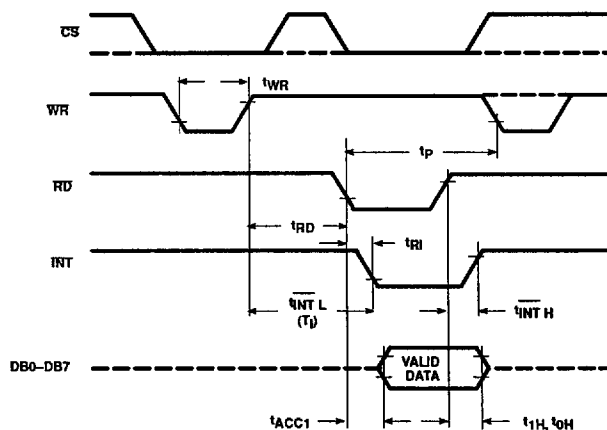 CS
tWR
WR
tP
RD
tRD
tRI
INT
tINT L
(TI)
tINT H
DB0–DB7
VALID
DATA
tACC1
t1H, t0H